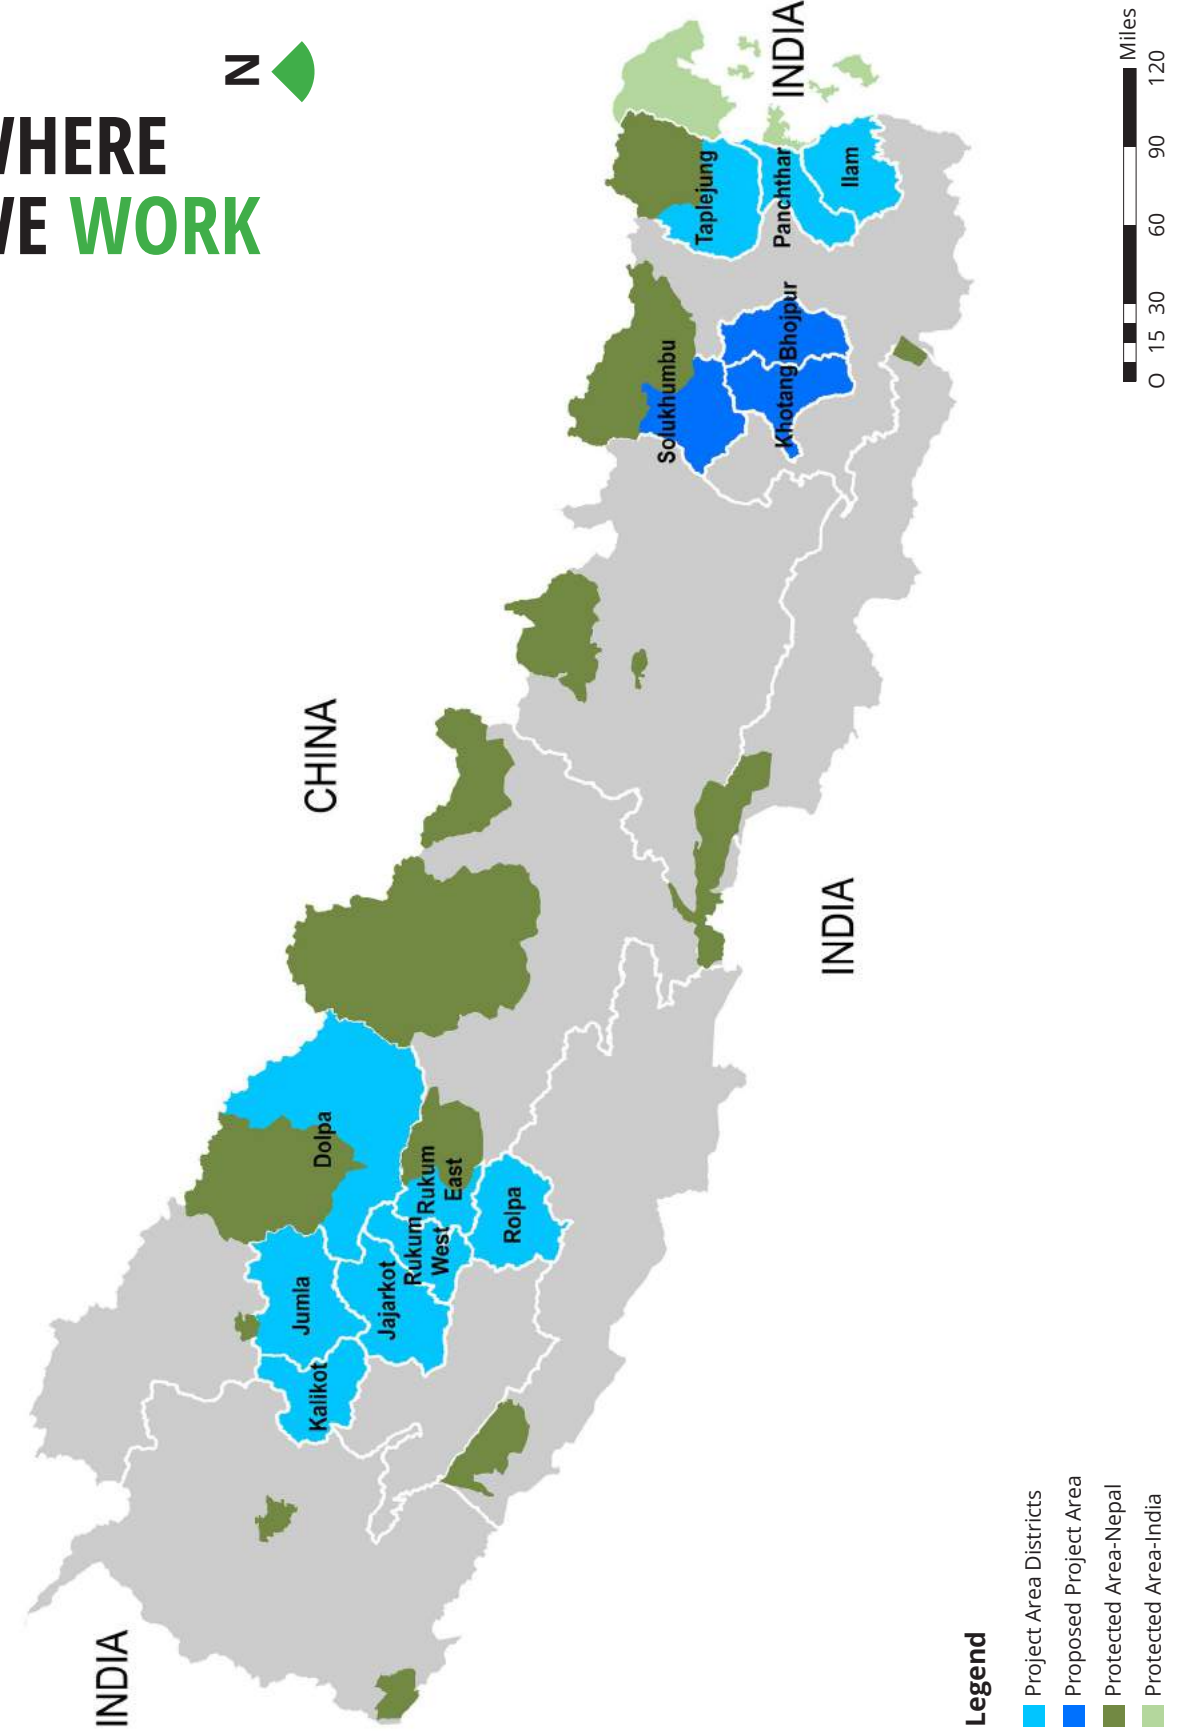 WORK
N
CHINA
INDIA
INDIA
INDIA
Dolpa
Jumla
Kalikot
Jajarkot
Rukum
West
Rukum
East
Rolpa
Solukhumbu
Khotang
Bhojpur
Taplejung
Panchthar
Ilam
Legend
Project Area Districts
Proposed Project Area
Protected Area-Nepal
Protected Area-India
0 15 30 60 90 120
Miles